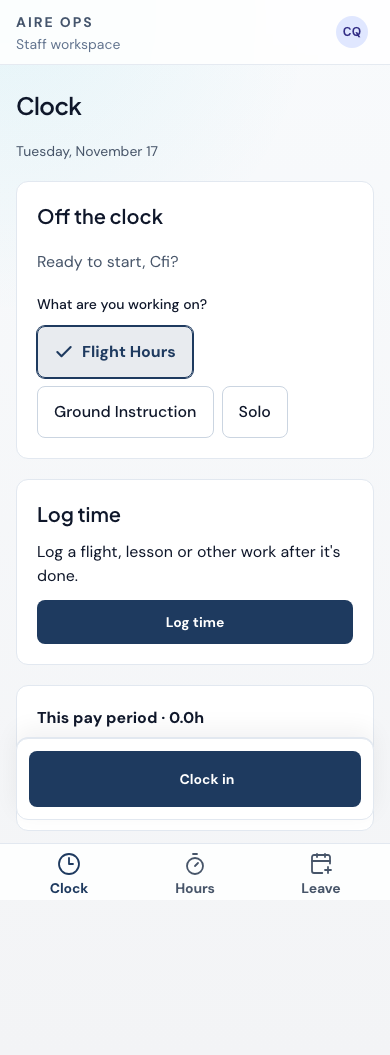 AIRE OPS
Staff workspace
CQ
Clock
Tuesday, November 17
Off the clock
Ready to start, Cfi?
What are you working on?
Flight Hours
Ground Instruction
Solo
Log time
Log a flight, lesson or other work after it's
done.
Log time
This pay period · 0.0h
Clock in
Clock
Hours
Leave